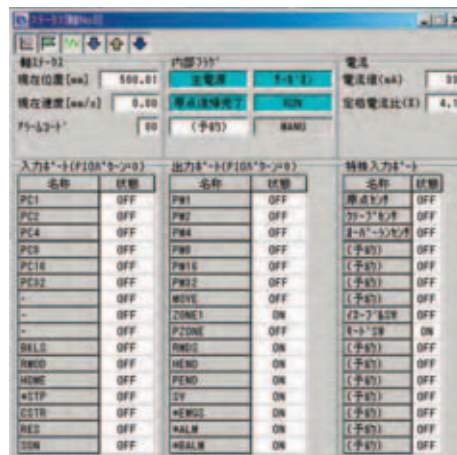 ステータス[軸No.0]
軸ステータス
現在位置[mm] 500.01
現在速度[mm/s] 0.00
アラームコード 00
内部フラグ
主電源 サーボオン
原点復帰完了 RUN
(予約) MANU
電流
電流値(mA)
定格電流比(%) 4.1
入力ポート(PIOパターン=0)
名称 状態
PC1 OFF
PC2 OFF
PC4 OFF
PC8 OFF
PC16 OFF
PC32 OFF
- OFF
- OFF
- OFF
BKLS OFF
RMOD OFF
HOME OFF
*STP OFF
CSTR OFF
RES OFF
SON OFF
出力ポート(PIOパターン=0)
名称 状態
PM1 OFF
PM2 OFF
PM4 OFF
PM8 OFF
PM16 OFF
PM32 OFF
MOVE OFF
ZONE1 ON
PZONE OFF
RMDS ON
HEND ON
PEND ON
SV ON
*EMGS ON
*ALM ON
*BALM ON
特殊入力ポート
名称 状態
原点センサ OFF
クリープセンサ OFF
オーバーランセンサ OFF
(予約) OFF
(予約) OFF
(予約) OFF
(予約) OFF
イネーブルSW OFF
モードSW ON
(予約) OFF
(予約) OFF
(予約) OFF
(予約) OFF
(予約) OFF
(予約) OFF
(予約) OFF